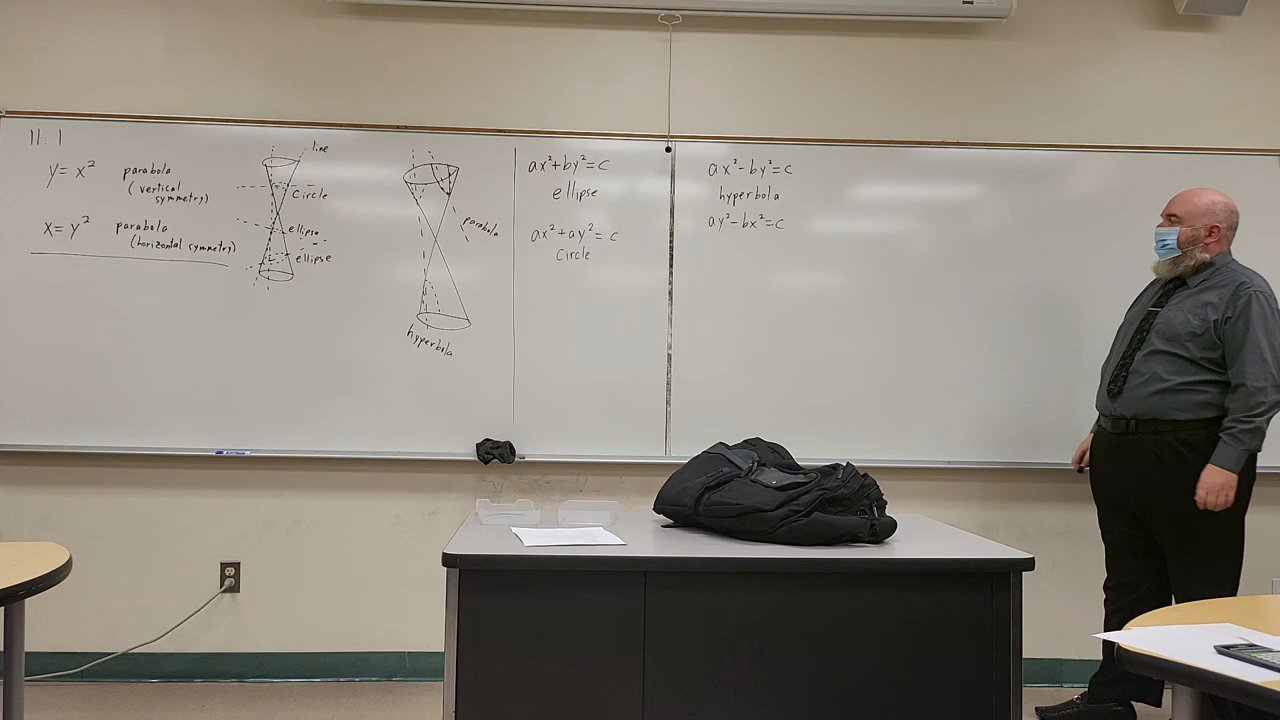 11.1
y = x²
parabola
(vertical
symmetry)
x = y²
parabola
(horizontal symmetry)
line
Circle
ellipse
ellipse
parabola
hyperbola
ax²+by²=c
ellipse
ax²+ay²=c
Circle
ax²-by²=c
hyperbola
ay²-bx²=c